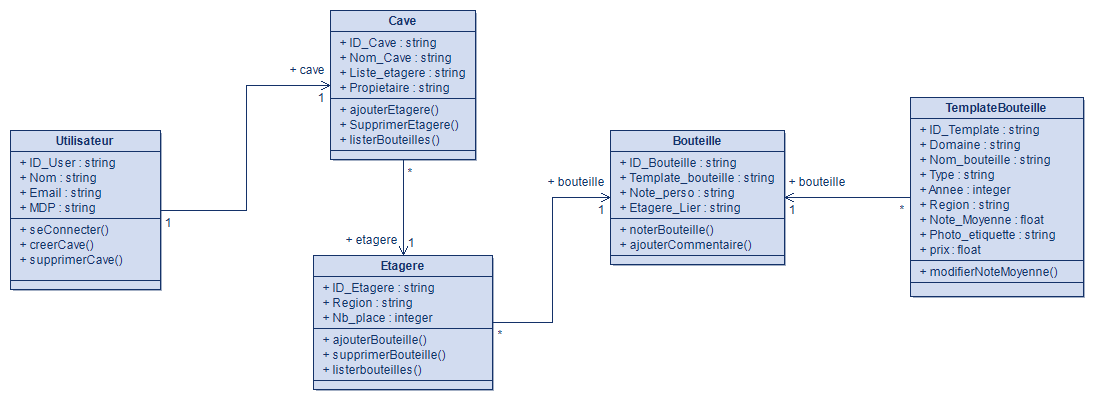 Cave
+ ID_Cave : string
+ Nom_Cave : string
+ Liste_etagere : string
+ Propietaire : string
+ ajouterEtagere()
+ SupprimerEtagere()
+ listerBouteilles()
+ cave
1
Utilisateur
+ ID_User : string
+ Nom : string
+ Email : string
+ MDP : string
+ seConnecter()
+ creerCave()
+ supprimerCave()
1
*
+ etagere
1
Etagere
+ ID_Etagere : string
+ Region : string
+ Nb_place : integer
+ ajouterBouteille()
+ supprimerBouteille()
+ listerbouteilles()
*
+ bouteille
1
Bouteille
+ ID_Bouteille : string
+ Template_bouteille : string
+ Note_perso : string
+ Etagere_Lier : string
+ noterBouteille()
+ ajouterCommentaire()
+ bouteille
1
*
TemplateBouteille
+ ID_Template : string
+ Domaine : string
+ Nom_bouteille : string
+ Type : string
+ Annee : integer
+ Region : string
+ Note_Moyenne : float
+ Photo_etiquette : string
+ prix : float
+ modifierNoteMoyenne()